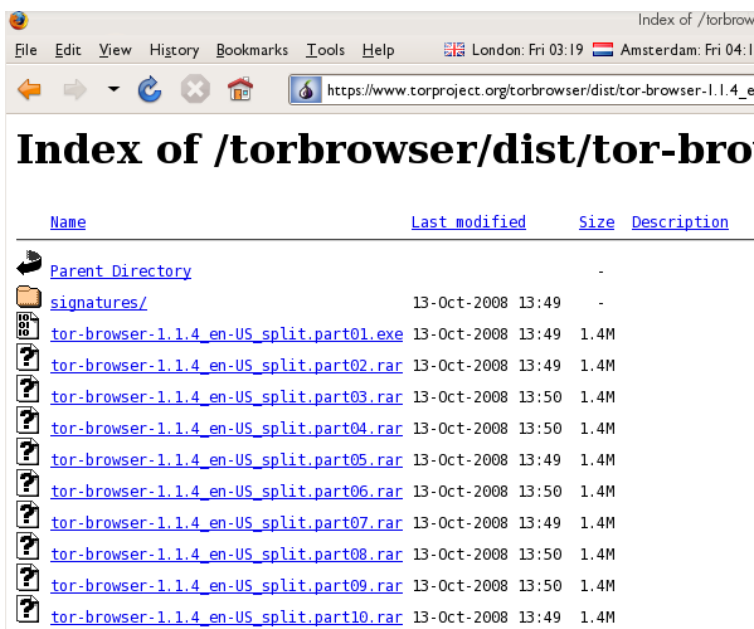 Index of /torbrow
File Edit View History Bookmarks Tools Help London: Fri 03:19 Amsterdam: Fri 04:1
https://www.torproject.org/torbrowser/dist/tor-browser-1.1.4_e
Index of /torbrowser/dist/tor-bro
Name Last modified Size Description
Parent Directory -
signatures/ 13-Oct-2008 13:49 -
tor-browser-1.1.4_en-US_split.part01.exe 13-Oct-2008 13:49 1.4M
tor-browser-1.1.4_en-US_split.part02.rar 13-Oct-2008 13:49 1.4M
tor-browser-1.1.4_en-US_split.part03.rar 13-Oct-2008 13:50 1.4M
tor-browser-1.1.4_en-US_split.part04.rar 13-Oct-2008 13:50 1.4M
tor-browser-1.1.4_en-US_split.part05.rar 13-Oct-2008 13:49 1.4M
tor-browser-1.1.4_en-US_split.part06.rar 13-Oct-2008 13:50 1.4M
tor-browser-1.1.4_en-US_split.part07.rar 13-Oct-2008 13:49 1.4M
tor-browser-1.1.4_en-US_split.part08.rar 13-Oct-2008 13:50 1.4M
tor-browser-1.1.4_en-US_split.part09.rar 13-Oct-2008 13:50 1.4M
tor-browser-1.1.4_en-US_split.part10.rar 13-Oct-2008 13:49 1.4M